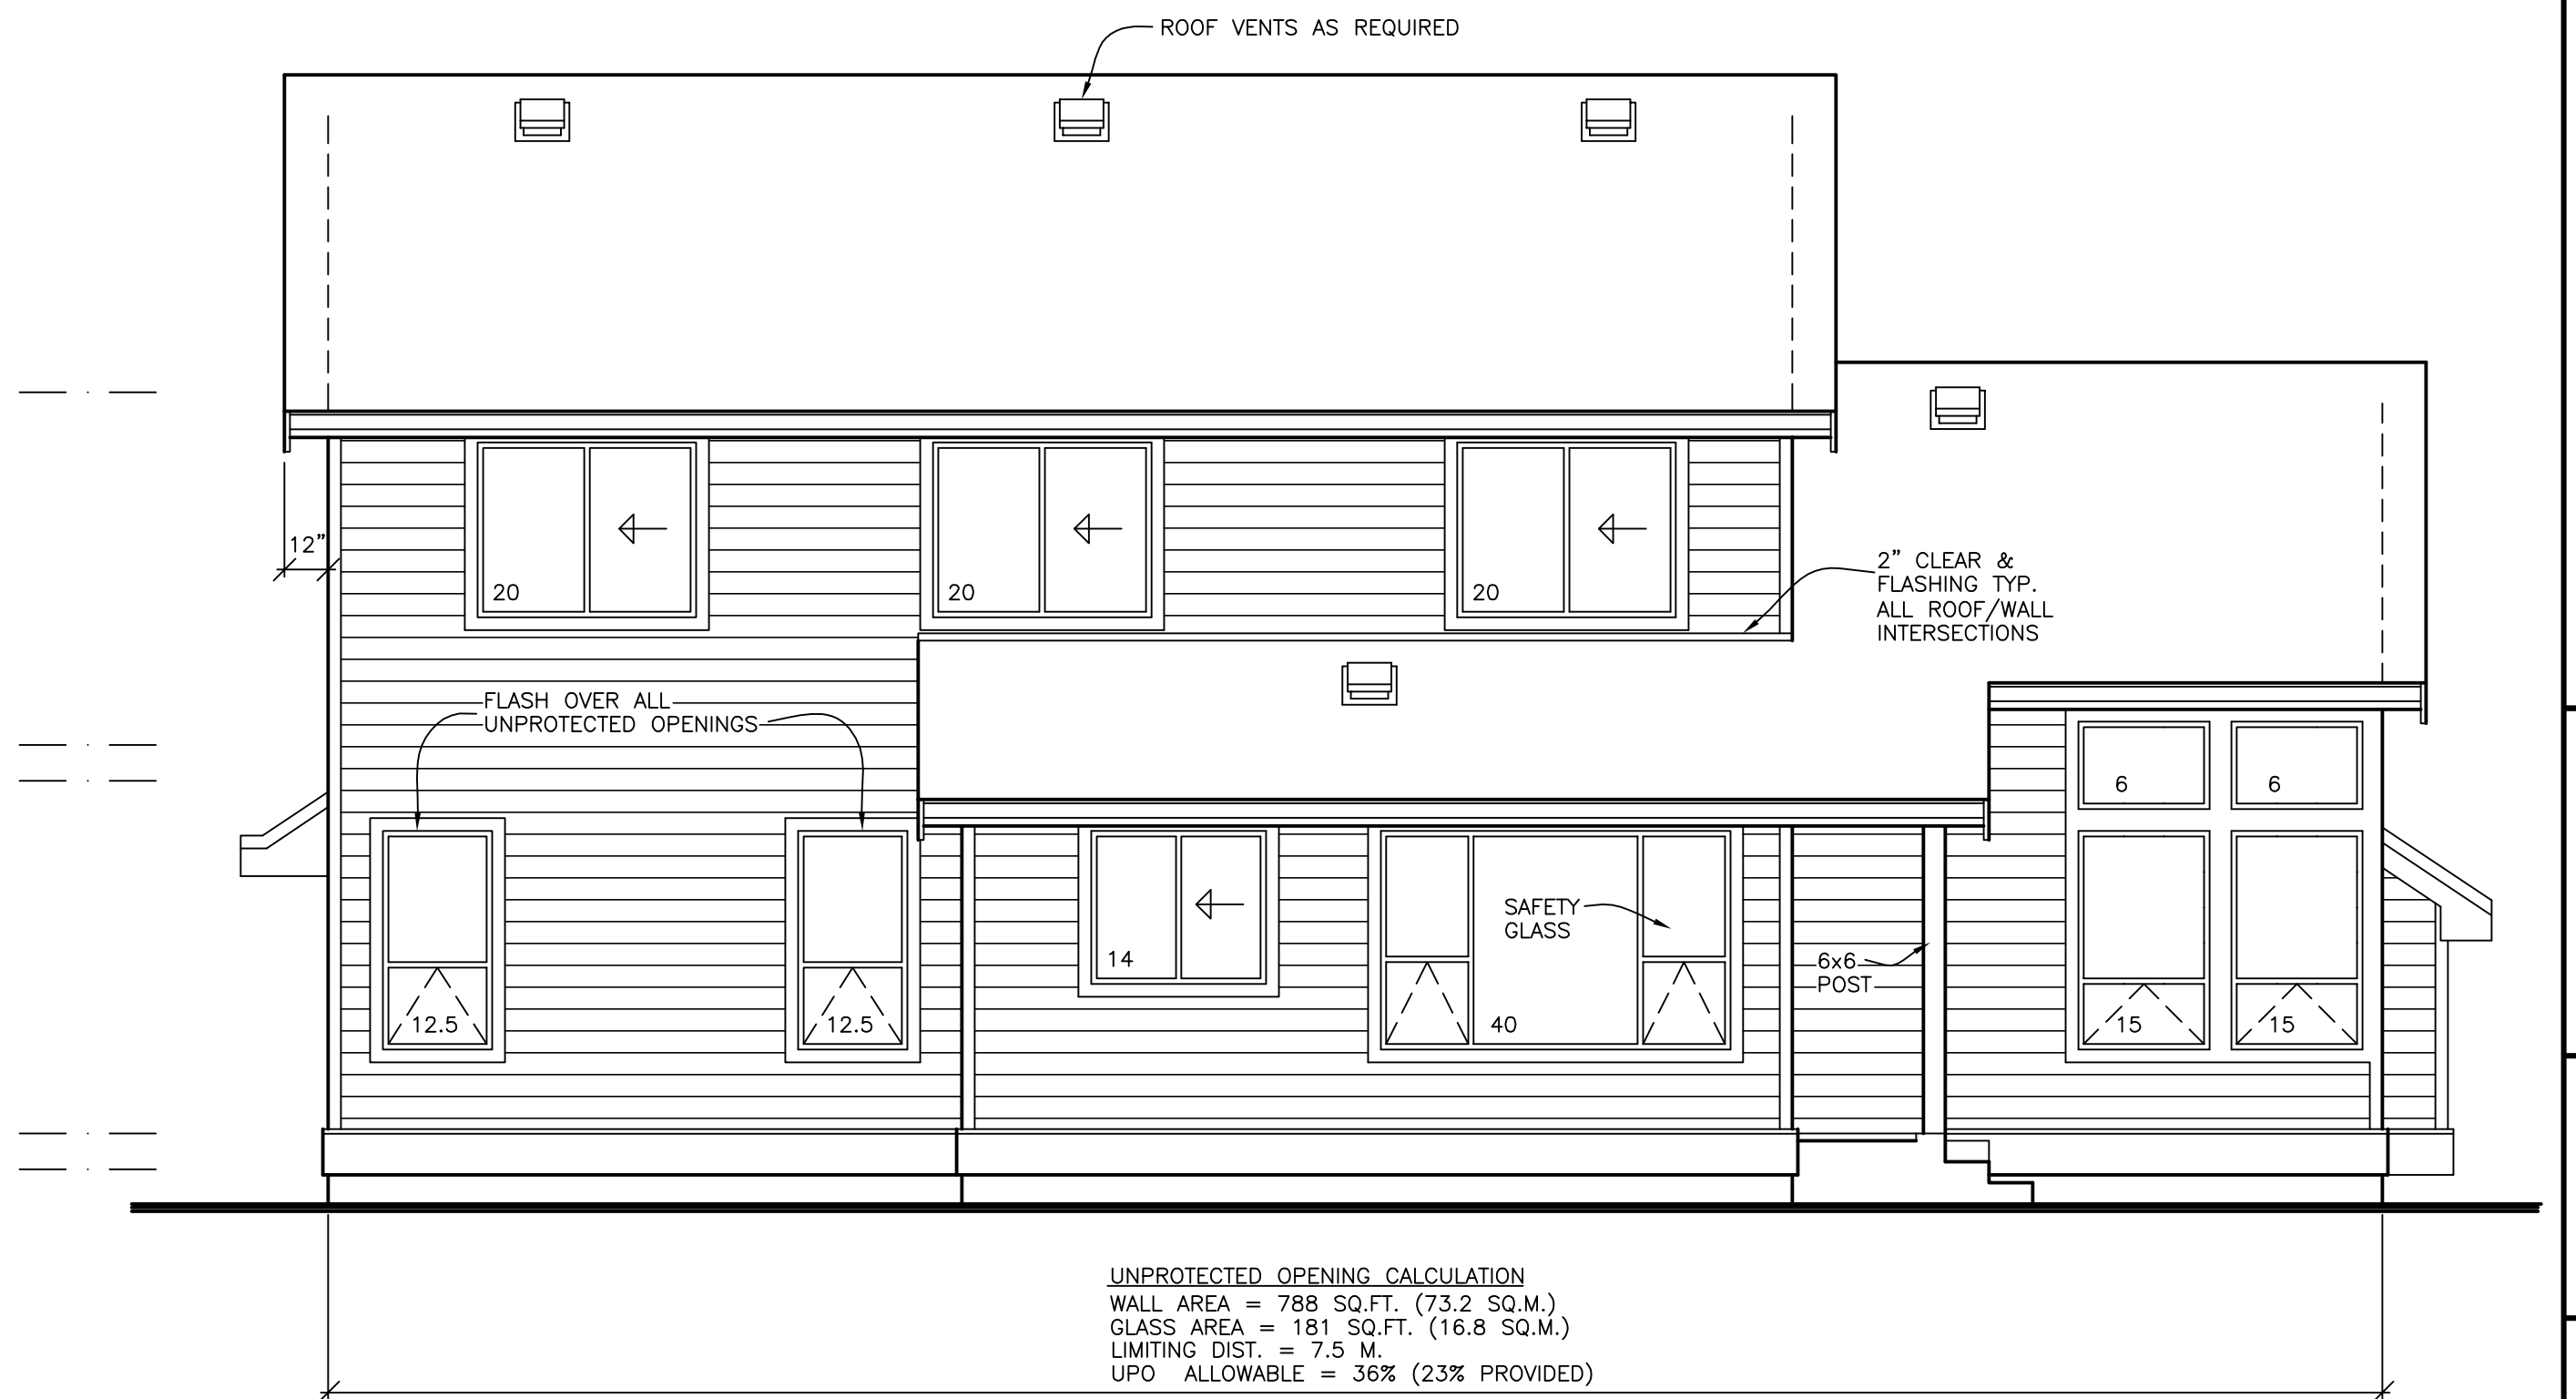 ROOF VENTS AS REQUIRED
12"
20
20
20
2" CLEAR &
FLASHING TYP.
ALL ROOF/WALL
INTERSECTIONS
FLASH OVER ALL
UNPROTECTED OPENINGS
6
6
SAFETY
GLASS
14
6x6
POST
12.5
12.5
40
15
15
UNPROTECTED OPENING CALCULATION
WALL AREA = 788 SQ.FT. (73.2 SQ.M.)
GLASS AREA = 181 SQ.FT. (16.8 SQ.M.)
LIMITING DIST. = 7.5 M.
UPO ALLOWABLE = 36% (23% PROVIDED)